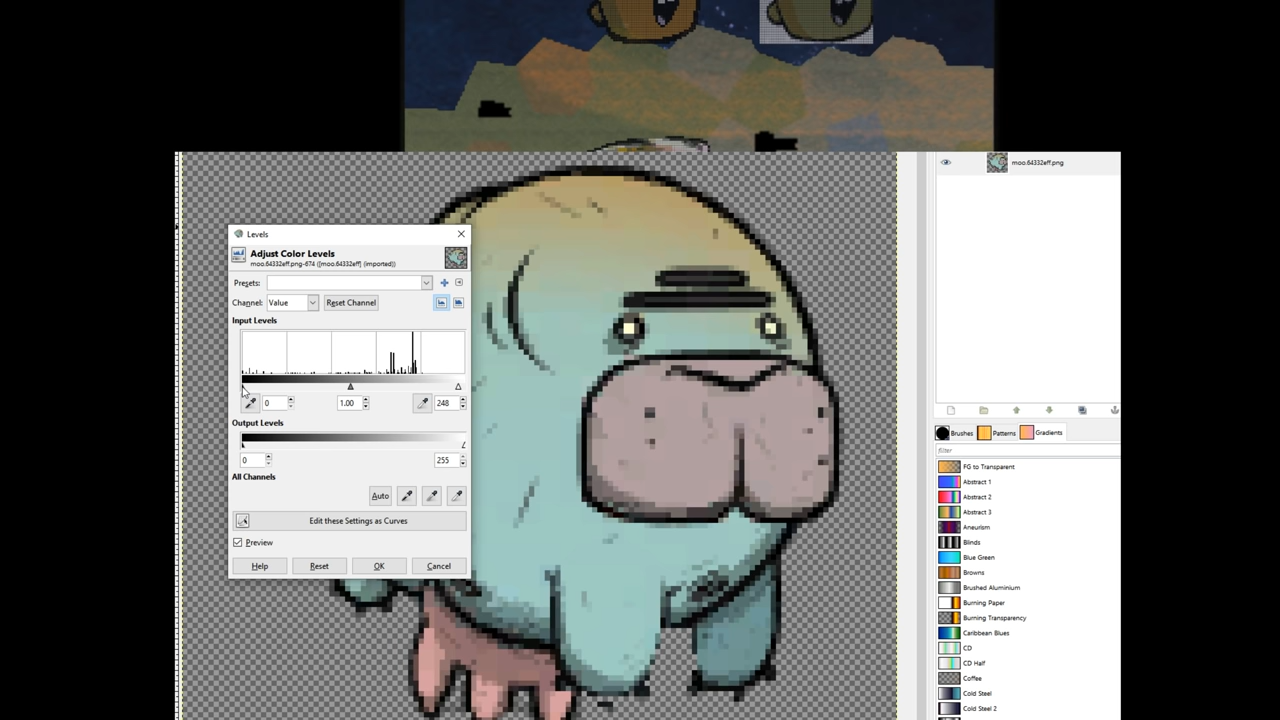 moo.64332eff.png
Levels
Adjust Color Levels
moo.64332eff.png-674 ([moo.64332eff] (imported))
Presets:
Channel: Value Reset Channel
Input Levels
0 1.00 248
Output Levels
0 255
All Channels
Auto
Edit these Settings as Curves
Preview
Help Reset OK Cancel
Brushes Patterns Gradients
filter
FG to Transparent
Abstract 1
Abstract 2
Abstract 3
Aneurism
Blinds
Blue Green
Browns
Brushed Aluminium
Burning Paper
Burning Transparency
Caribbean Blues
CD
CD Half
Coffee
Cold Steel
Cold Steel 2